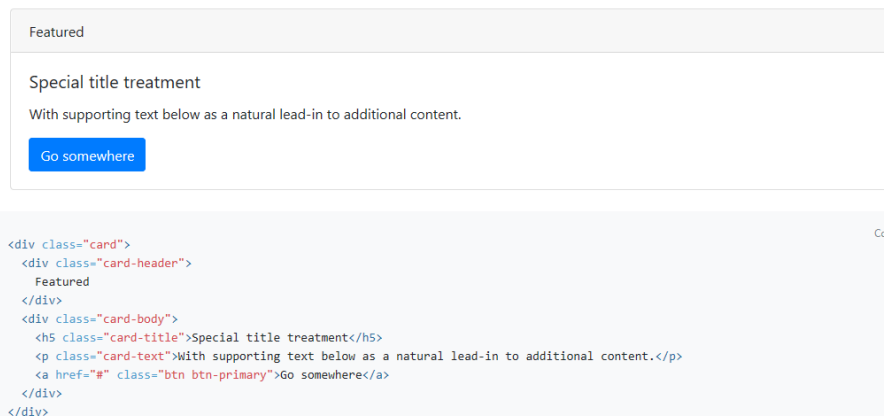 Featured
Special title treatment
With supporting text below as a natural lead-in to additional content.
Go somewhere
<div class="card">
  <div class="card-header">
    Featured
  </div>
  <div class="card-body">
    <h5 class="card-title">Special title treatment</h5>
    <p class="card-text">With supporting text below as a natural lead-in to additional content.</p>
    <a href="#" class="btn btn-primary">Go somewhere</a>
  </div>
</div>